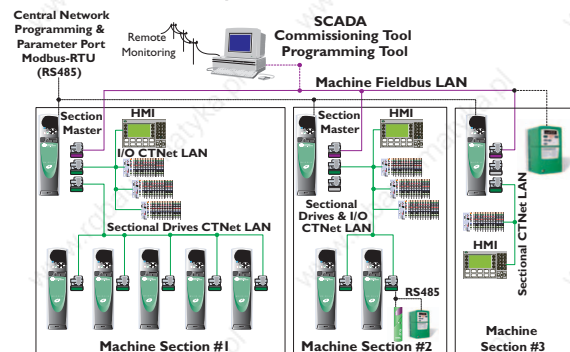 Central Network
Programming &
Parameter Port
Modbus-RTU
(RS485)
Remote
Monitoring
SCADA
Commissioning Tool
Programming Tool
Machine Fieldbus LAN
Section
Master
HMI
I/O CTNet LAN
Sectional Drives CTNet LAN
Machine Section #1
Section
Master
HMI
Sectional
Drives & I/O
CTNet LAN
RS485
Machine Section #2
Sectional CTNet LAN
HMI
Machine
Section #3